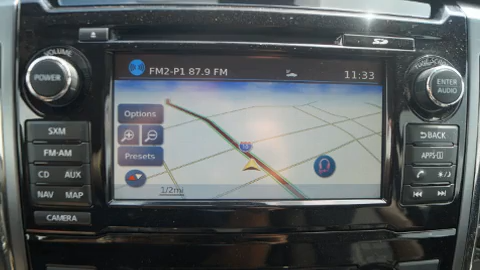 VOLUME
POWER
SXM
FM-AM
CD AUX
NAV MAP
CAMERA
FM2-P1 87.9 FM
11:33
Options
Presets
1/2mi
ENTER
AUDIO
BACK
APPS